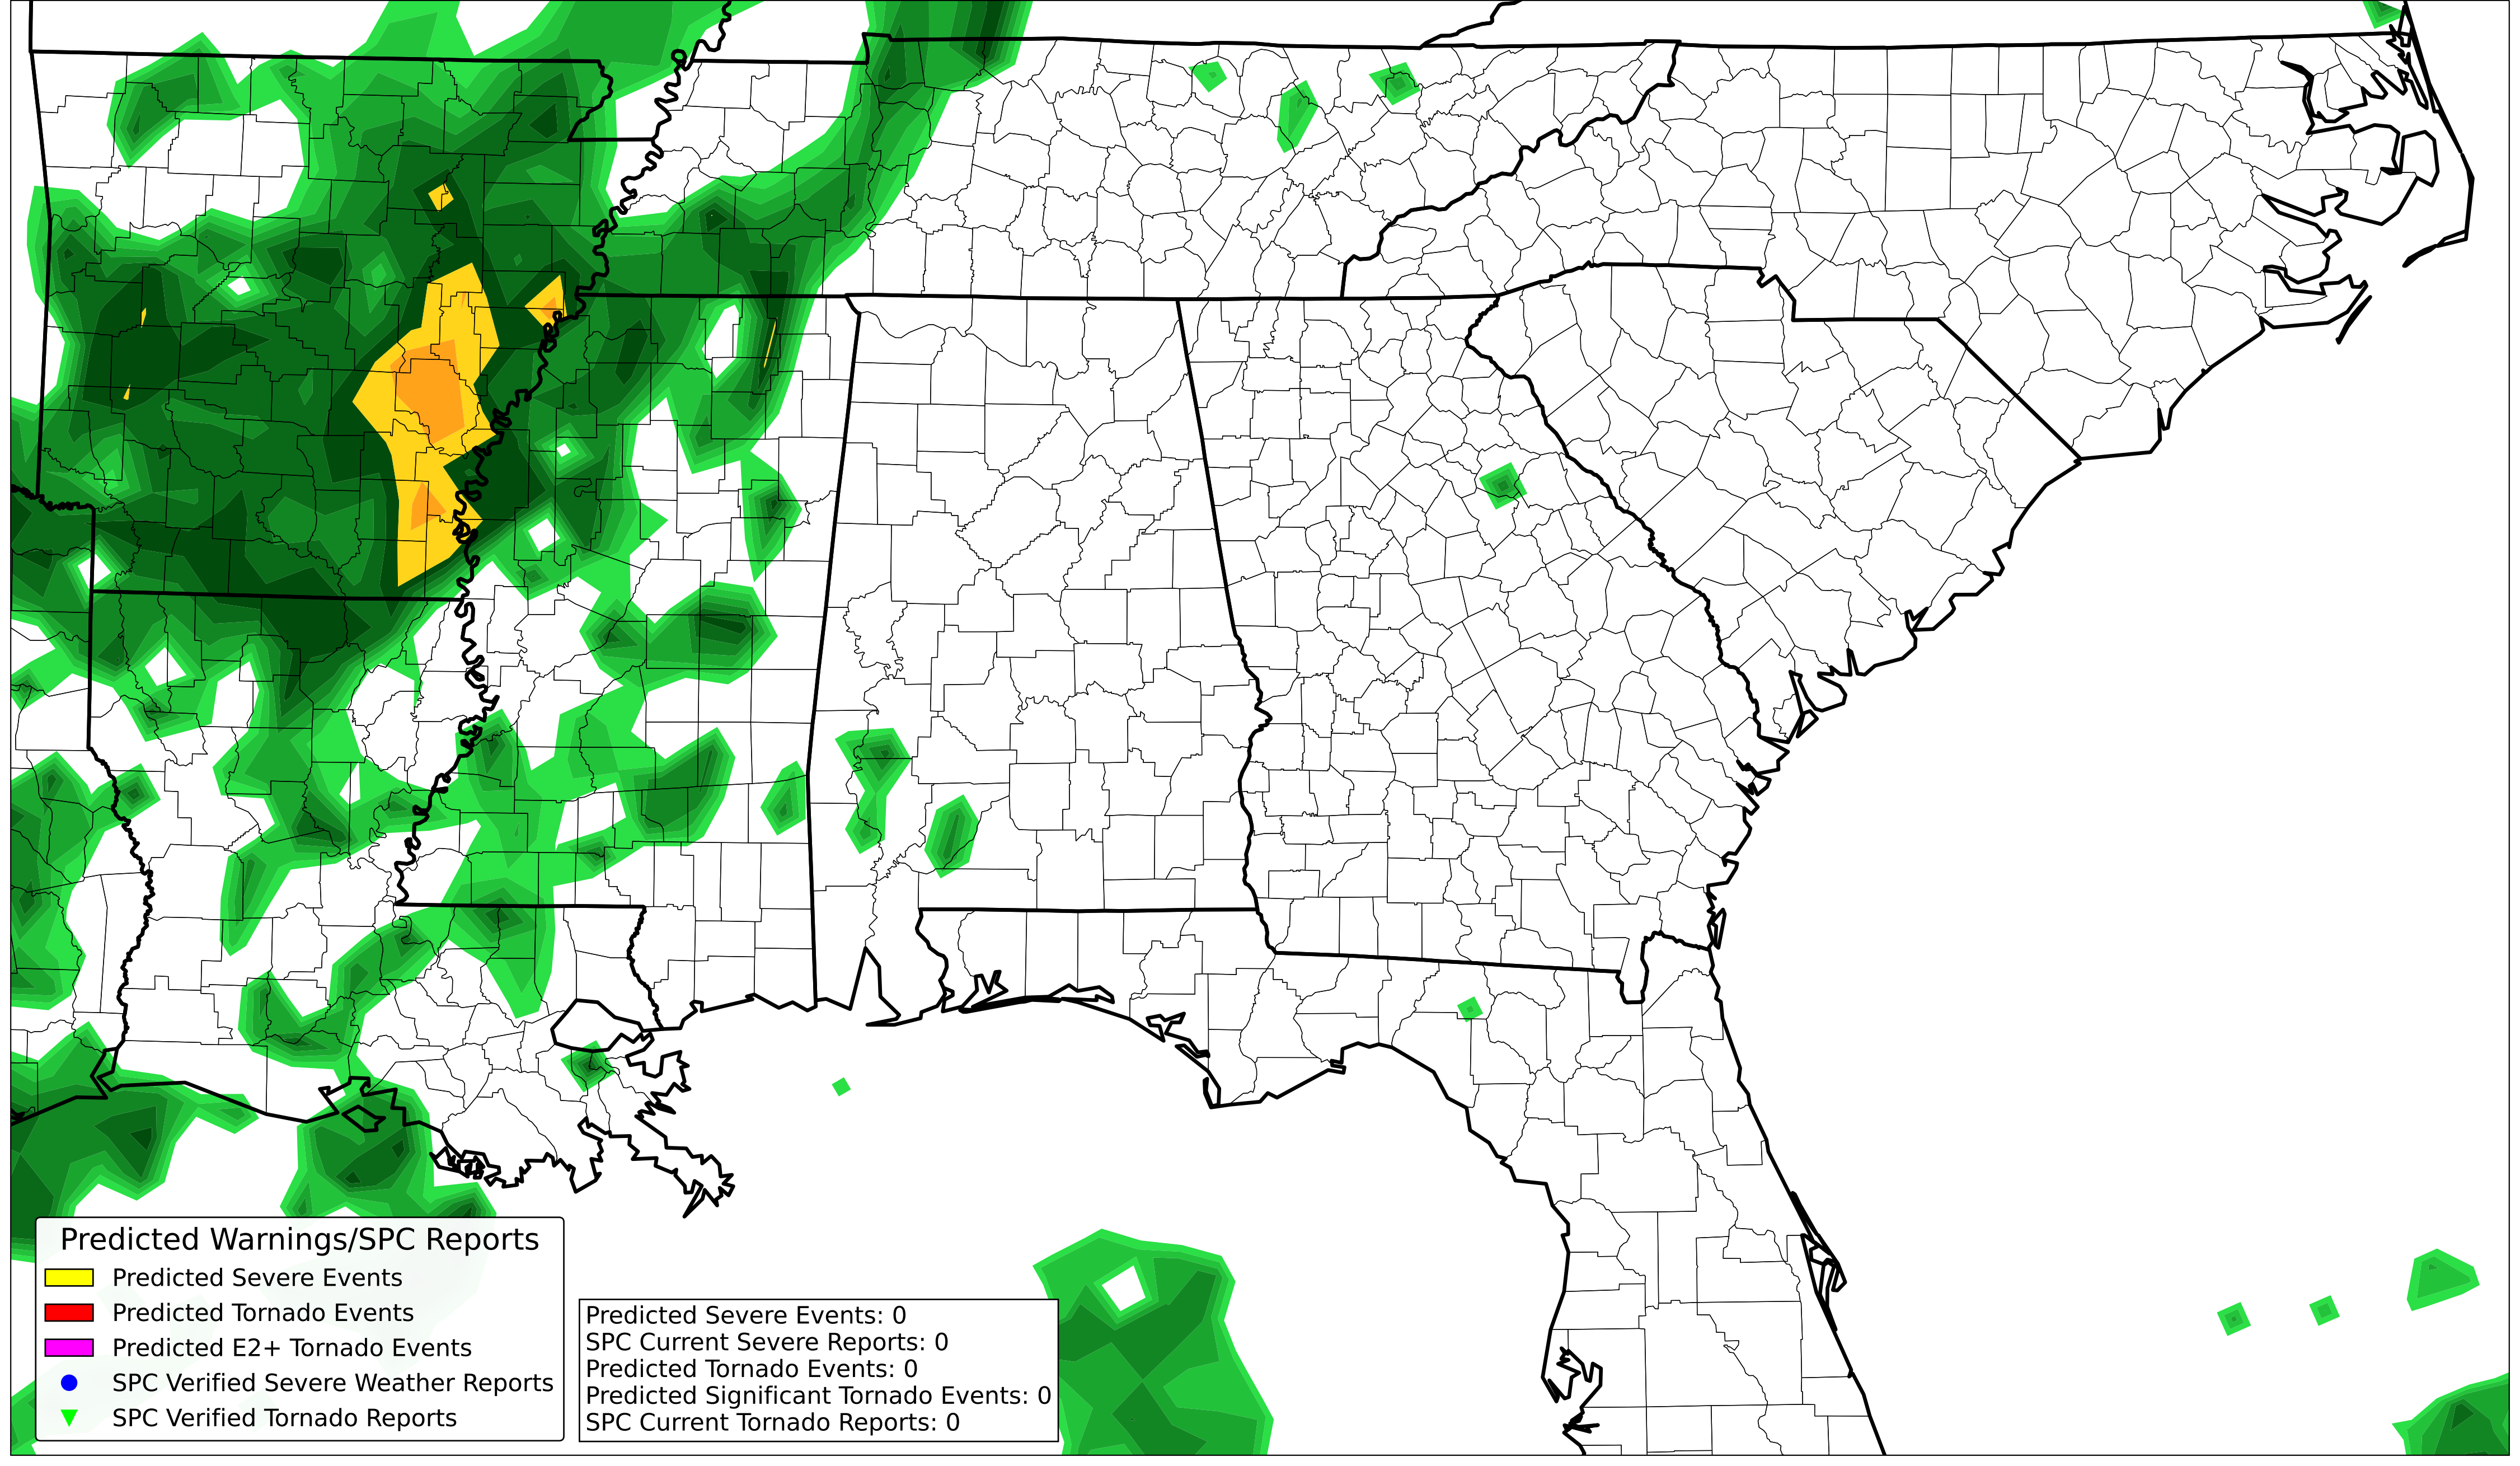 Predicted Warnings/SPC Reports
Predicted Severe Events
Predicted Tornado Events
Predicted E2+ Tornado Events
SPC Verified Severe Weather Reports
SPC Verified Tornado Reports
Predicted Severe Events: 0
SPC Current Severe Reports: 0
Predicted Tornado Events: 0
Predicted Significant Tornado Events: 0
SPC Current Tornado Reports: 0